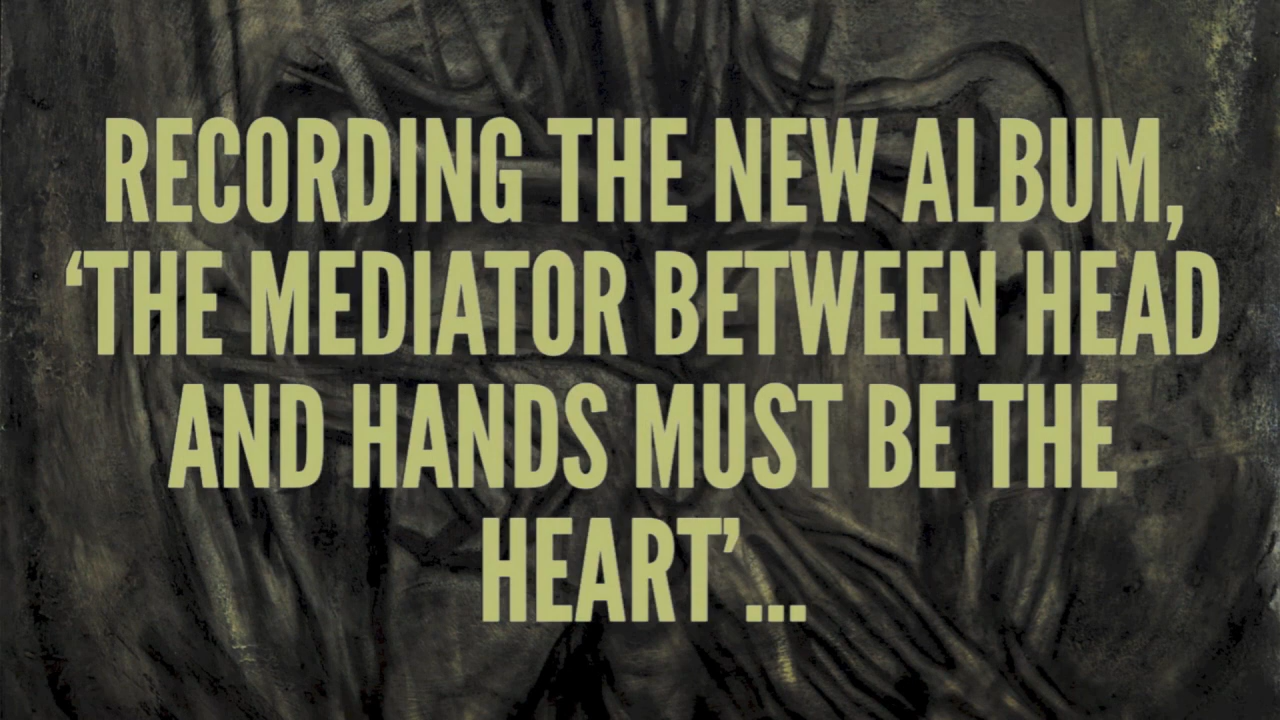 RECORDING THE NEW ALBUM,
‘THE MEDIATOR BETWEEN HEAD
AND HANDS MUST BE THE
HEART’...